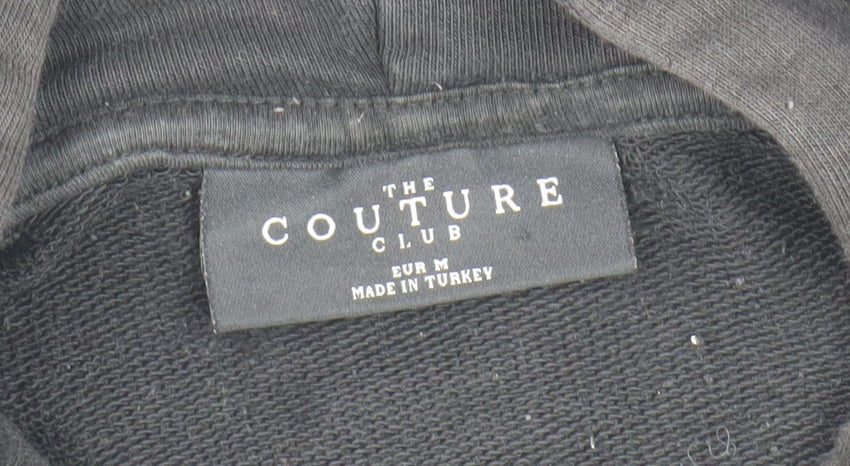 THE
COUTURE
CLUB
EUR M
MADE IN TURKEY